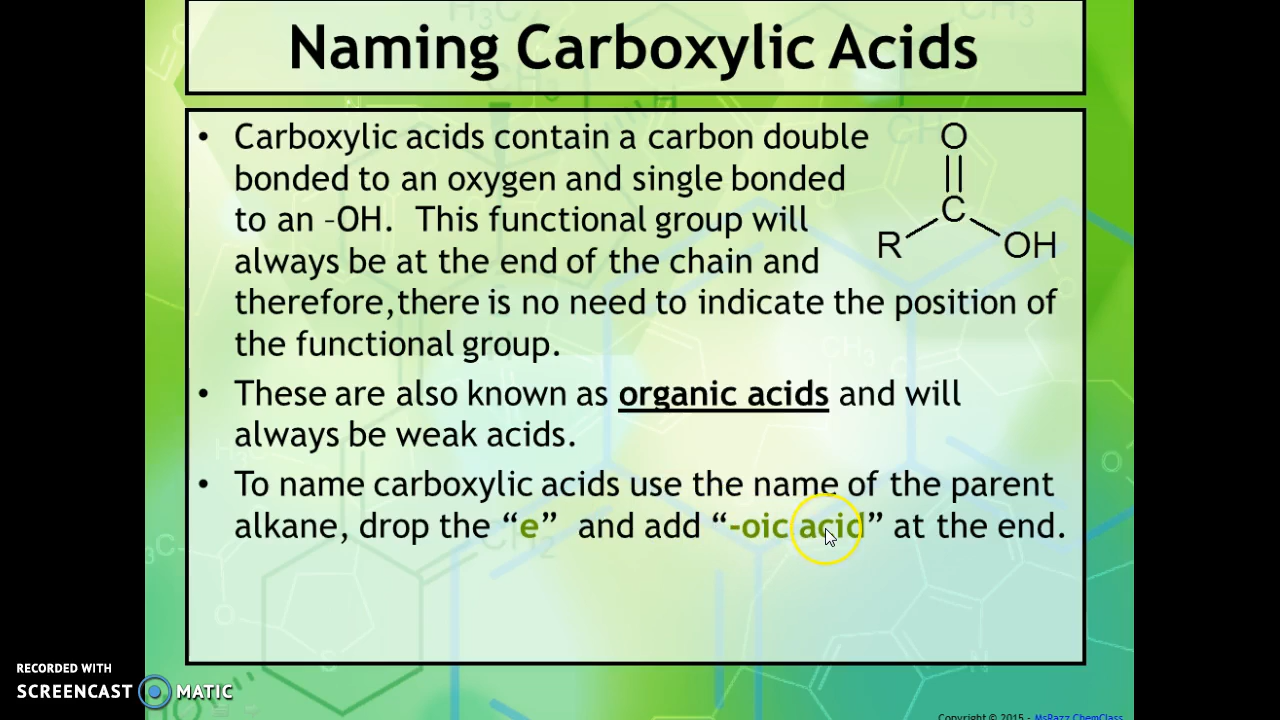 Naming Carboxylic Acids
• Carboxylic acids contain a carbon double
bonded to an oxygen and single bonded
to an –OH. This functional group will
always be at the end of the chain and
therefore,there is no need to indicate the position of
the functional group.
O
C
R
OH
• These are also known as organic acids and will
always be weak acids.
• To name carboxylic acids use the name of the parent
alkane, drop the “e” and add “-oic acid” at the end.
RECORDED WITH
SCREENCAST MATIC
Copyright © 2015 - MsRazz ChemClass